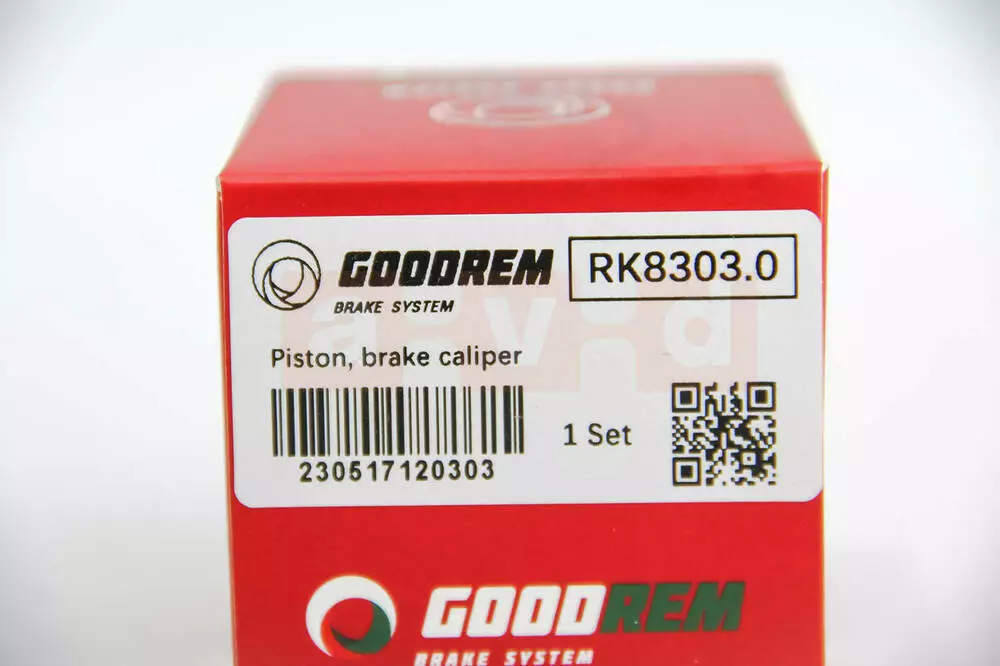 GOODREM
BRAKE SYSTEM
RK8303.0
a·v·d
Piston, brake caliper
230517120303
1 Set
GOODREM
BRAKE SYSTEM